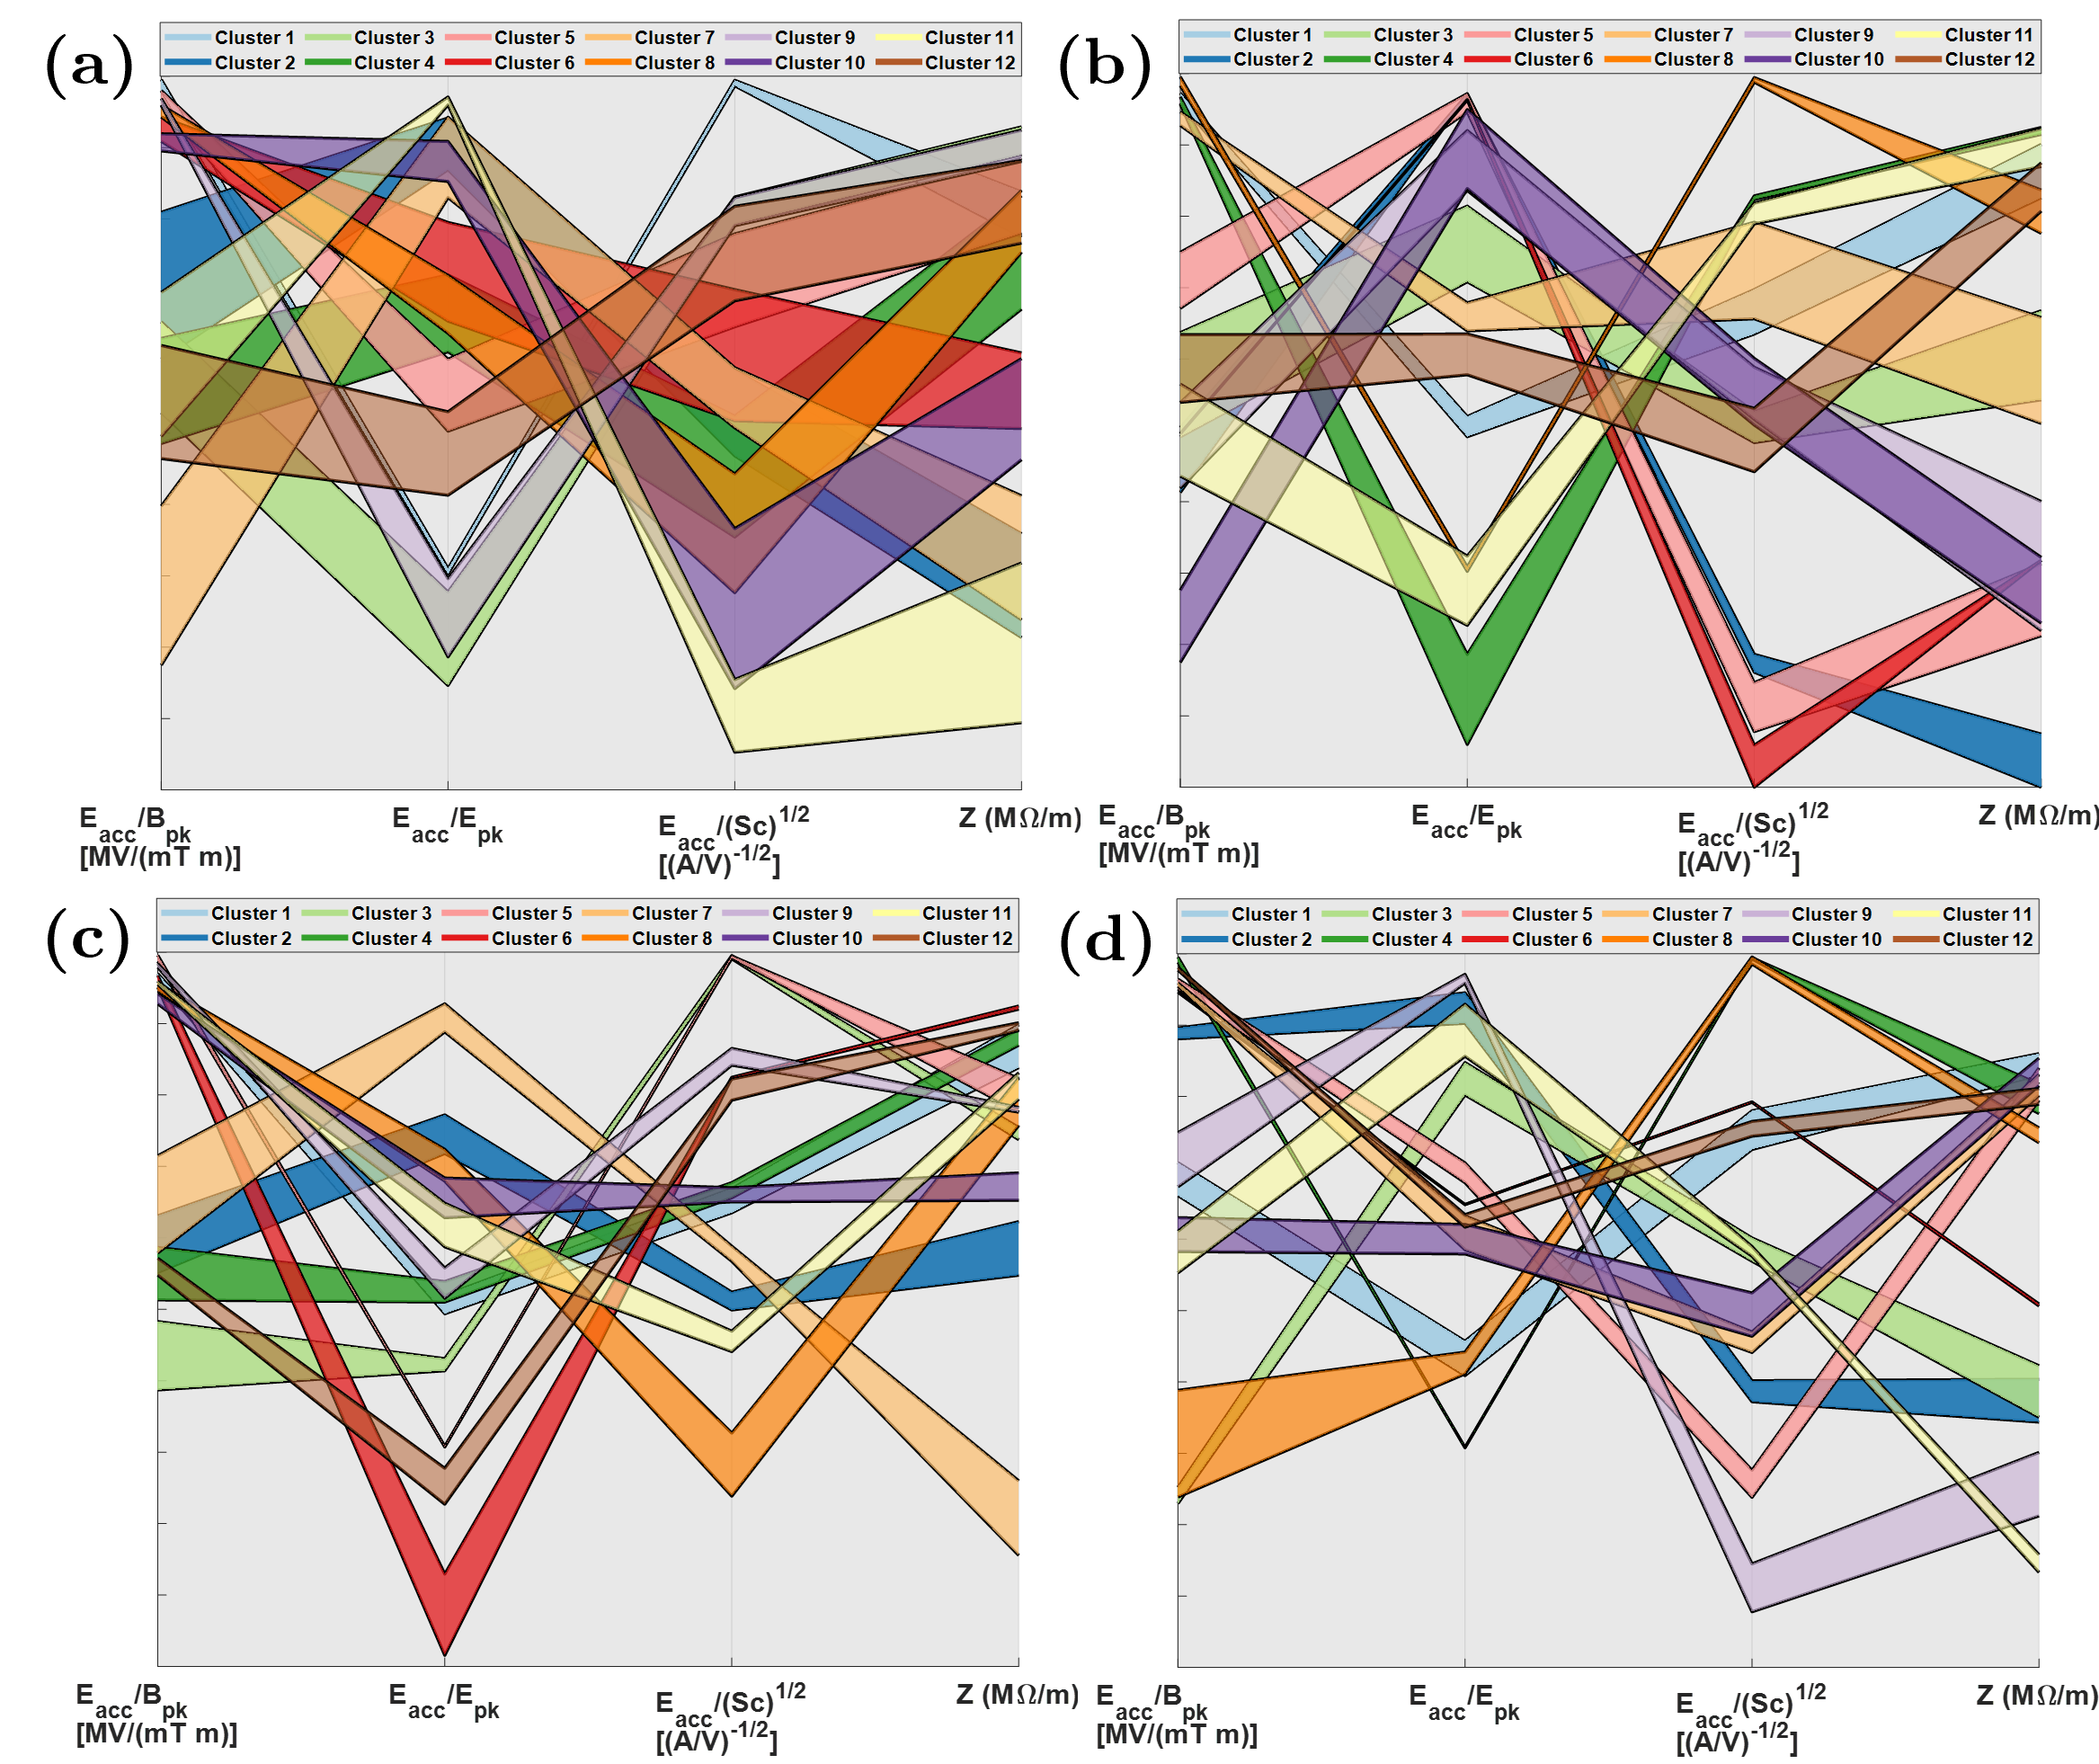 (a)
Cluster 1 Cluster 3 Cluster 5 Cluster 7 Cluster 9 Cluster 11
Cluster 2 Cluster 4 Cluster 6 Cluster 8 Cluster 10 Cluster 12
E_acc/B_pk [MV/(mT m)]
E_acc/E_pk
E_acc/(Sc)^1/2 [(A/V)^-1/2]
Z (MΩ/m)
(b)
Cluster 1 Cluster 3 Cluster 5 Cluster 7 Cluster 9 Cluster 11
Cluster 2 Cluster 4 Cluster 6 Cluster 8 Cluster 10 Cluster 12
E_acc/B_pk [MV/(mT m)]
E_acc/E_pk
E_acc/(Sc)^1/2 [(A/V)^-1/2]
Z (MΩ/m)
(c)
Cluster 1 Cluster 3 Cluster 5 Cluster 7 Cluster 9 Cluster 11
Cluster 2 Cluster 4 Cluster 6 Cluster 8 Cluster 10 Cluster 12
E_acc/B_pk [MV/(mT m)]
E_acc/E_pk
E_acc/(Sc)^1/2 [(A/V)^-1/2]
Z (MΩ/m)
(d)
Cluster 1 Cluster 3 Cluster 5 Cluster 7 Cluster 9 Cluster 11
Cluster 2 Cluster 4 Cluster 6 Cluster 8 Cluster 10 Cluster 12
E_acc/B_pk [MV/(mT m)]
E_acc/E_pk
E_acc/(Sc)^1/2 [(A/V)^-1/2]
Z (MΩ/m)